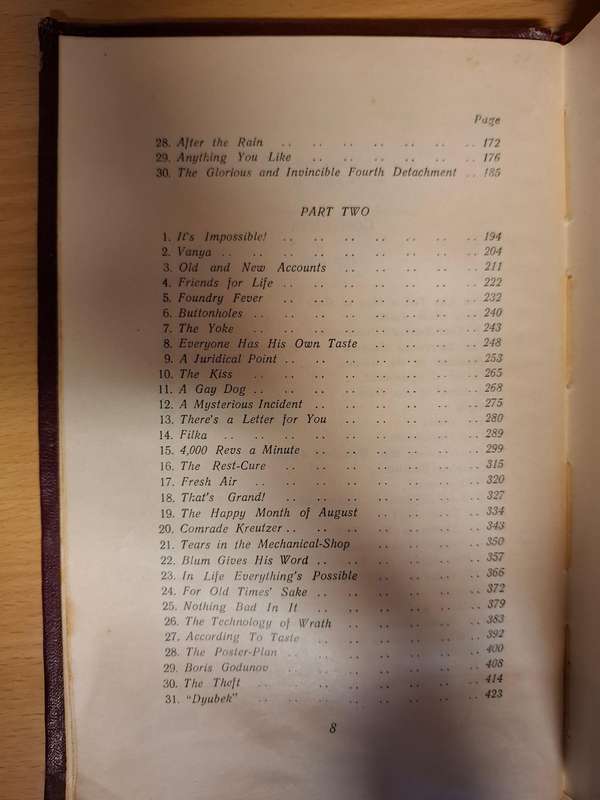 Page
28. After the Rain .. .. .. .. .. .. .. 172
29. Anything You Like .. .. .. .. .. .. 176
30. The Glorious and Invincible Fourth Detachment .. 185
PART TWO
1. It's Impossible! .. .. .. .. .. .. .. 194
2. Vanya .. .. .. .. .. .. .. .. .. 204
3. Old and New Accounts .. .. .. .. .. 211
4. Friends for Life .. .. .. .. .. .. .. 222
5. Foundry Fever .. .. .. .. .. .. .. 232
6. Buttonholes .. .. .. .. .. .. .. .. 240
7. The Yoke .. .. .. .. .. .. .. .. 243
8. Everyone Has His Own Taste .. .. .. .. 248
9. A Juridical Point .. .. .. .. .. .. .. 253
10. The Kiss .. .. .. .. .. .. .. .. 265
11. A Gay Dog .. .. .. .. .. .. .. .. 268
12. A Mysterious Incident .. .. .. .. .. .. 275
13. There's a Letter for You .. .. .. .. .. 280
14. Filka .. .. .. .. .. .. .. .. .. 289
15. 4,000 Revs a Minute .. .. .. .. .. .. 299
16. The Rest-Cure .. .. .. .. .. .. .. 315
17. Fresh Air .. .. .. .. .. .. .. .. 320
18. That's Grand! .. .. .. .. .. .. .. 327
19. The Happy Month of August .. .. .. .. 334
20. Comrade Kreutzer .. .. .. .. .. .. .. 343
21. Tears in the Mechanical-Shop .. .. .. .. 350
22. Blum Gives His Word .. .. .. .. .. .. 357
23. In Life Everything's Possible .. .. .. .. 366
24. For Old Times' Sake .. .. .. .. .. .. 372
25. Nothing Bad In It .. .. .. .. .. .. 379
26. The Technology of Wrath .. .. .. .. 383
27. According To Taste .. .. .. .. .. .. 392
28. The Poster-Plan .. .. .. .. .. .. .. 400
29. Boris Godunov .. .. .. .. .. .. .. 408
30. The Theft .. .. .. .. .. .. .. .. 414
31. "Dyubek" .. .. .. .. .. .. .. .. 423
8